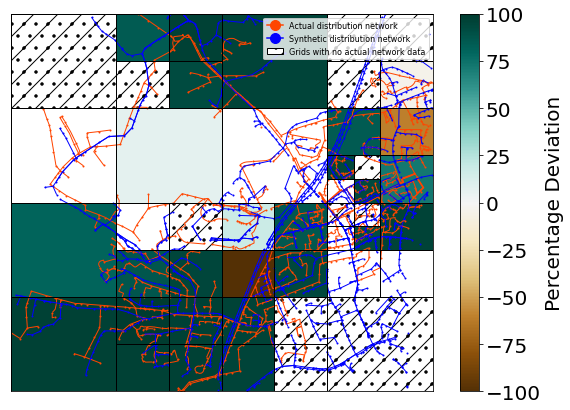 Actual distribution network
Synthetic distribution network
Grids with no actual network data
100
75
50
25
0
−25
−50
−75
−100
Percentage Deviation